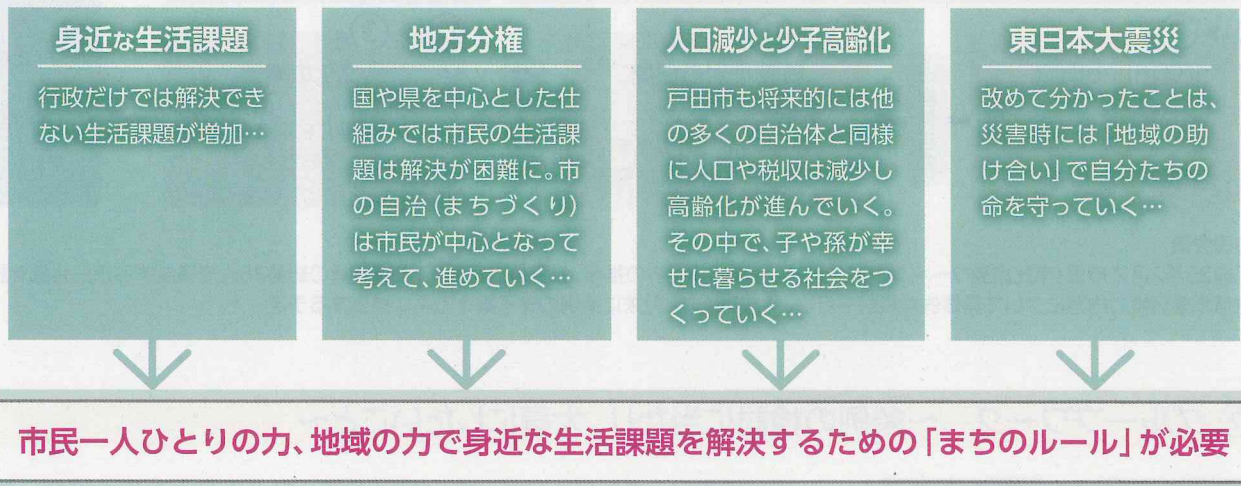 身近な生活課題
行政だけでは解決でき
ない生活課題が増加…
地方分権
国や県を中心とした仕
組みでは市民の生活課
題は解決が困難に。市
の自治(まちづくり)
は市民が中心となって
考えて、進めていく…
人口減少と少子高齢化
戸田市も将来的には他
の多くの自治体と同様
に人口や税収は減少し
高齢化が進んでいく。
その中で、子や孫が幸
せに暮らせる社会をつ
くっていく…
東日本大震災
改めて分かったことは、
災害時には「地域の助
け合い」で自分たちの
命を守っていく…
市民一人ひとりの力、地域の力で身近な生活課題を解決するための「まちのルール」が必要